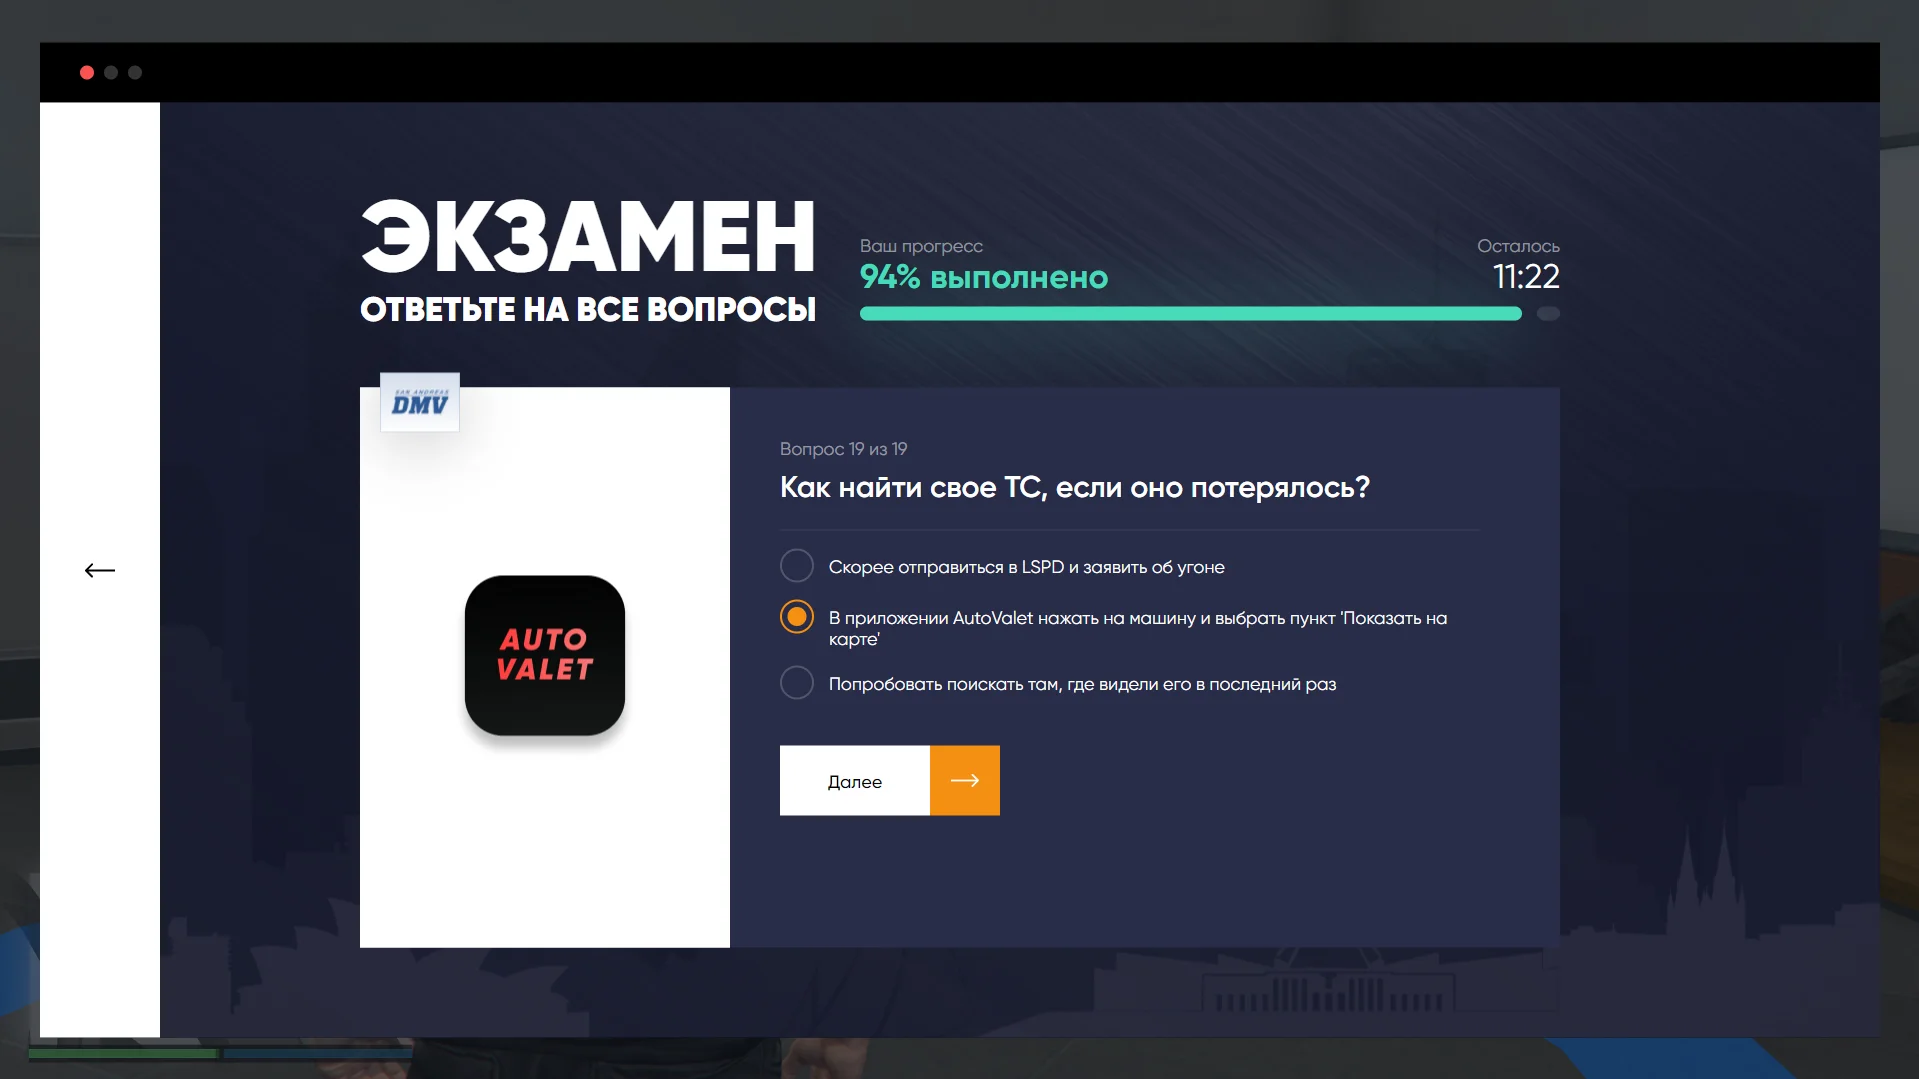 ЭКЗАМЕН
ОТВЕТЬТЕ НА ВСЕ ВОПРОСЫ
Ваш прогресс
94% выполнено
Осталось
11:22
SAN ANDREAS
DMV
AUTO
VALET
Вопрос 19 из 19
Как найти свое ТС, если оно потерялось?
Скорее отправиться в LSPD и заявить об угоне
В приложении AutoValet нажать на машину и выбрать пункт 'Показать на
карте'
Попробовать поискать там, где видели его в последний раз
Далее